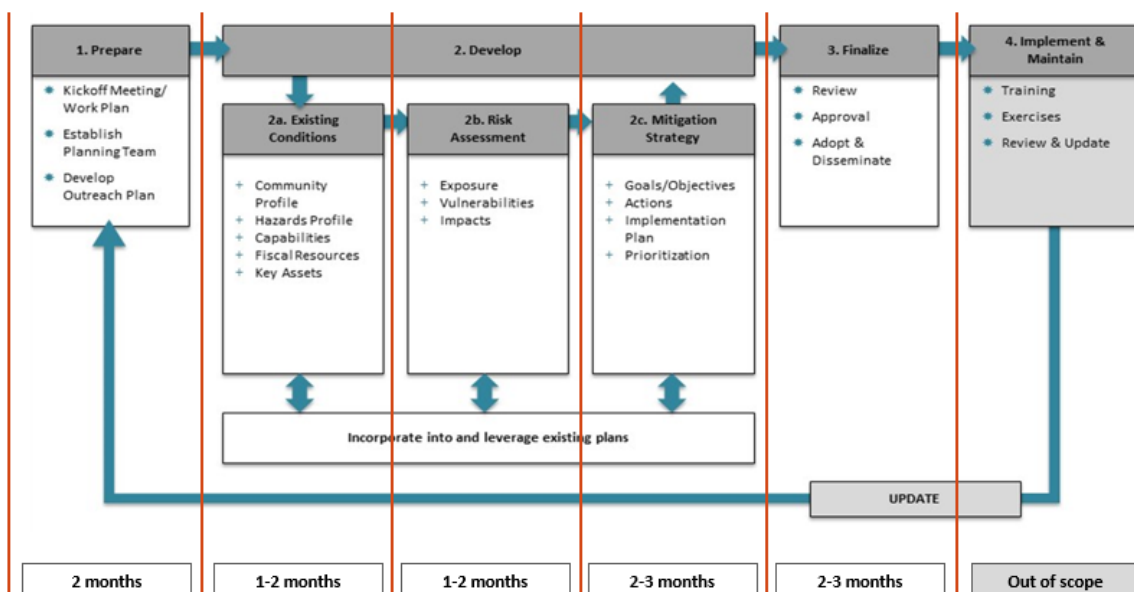 1. Prepare
Kickoff Meeting/
Work Plan
Establish
Planning Team
Develop
Outreach Plan
2. Develop
2a. Existing
Conditions
Community
Profile
Hazards Profile
Capabilities
Fiscal Resources
Key Assets
2b. Risk
Assessment
Exposure
Vulnerabilities
Impacts
2c. Mitigation
Strategy
Goals/Objectives
Actions
Implementation
Plan
Prioritization
Incorporate into and leverage existing plans
3. Finalize
Review
Approval
Adopt &
Disseminate
4. Implement &
Maintain
Training
Exercises
Review & Update
UPDATE
2 months
1-2 months
1-2 months
2-3 months
2-3 months
Out of scope